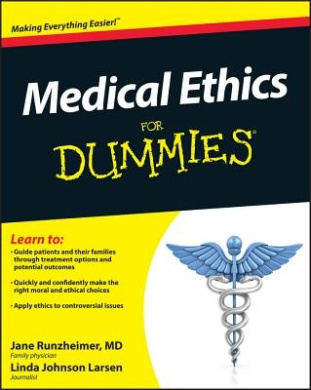 Making Everything Easier!™
Medical Ethics
FOR
DUMMIES®
Learn to:
• Guide patients and their families
through treatment options and
potential outcomes
• Quickly and confidently make the
right moral and ethical choices
• Apply ethics to controversial issues
Jane Runzheimer, MD
Family physician
Linda Johnson Larsen
Journalist